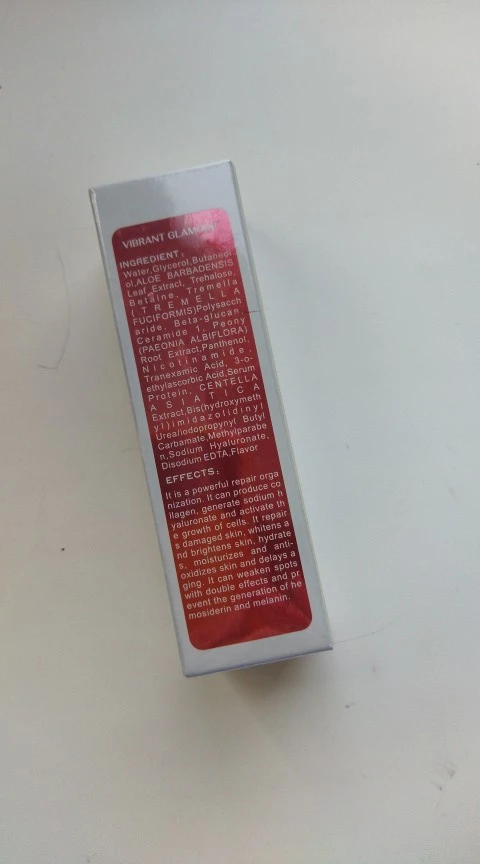 VIBRANT GLAMOUR
INGREDIENT:
Water,Glycerol,Butanedi
ol,ALOE BARBADENSIS
Leaf Extract, Trehalose,
Betaine, Tremella
(TREMELLA
FUCIFORMIS)Polysacch
aride, Beta-glucan,
Ceramide 1, Peony
(PAEONIA ALBIFLORA)
Root Extract,Panthenol,
Nicotinamide,
Tranexamic Acid, 3-o-
ethylascorbic Acid,Serum
Protein, CENTELLA
ASIATICA
Extract,Bis(hydroxymeth
yl)imidazolidinyl
Urea/iodopropynyl Butyl
Carbamate,Methylparabe
n,Sodium Hyaluronate,
Disodium EDTA,Flavor
EFFECTS:
It is a powerful repair orga
nization. It can produce co
llagen, generate sodium h
yaluronate and activate th
e growth of cells. It repair
s damaged skin, whitens a
nd brightens skin, hydrate
s, moisturizes and anti-
oxidizes skin and delays a
ging. It can weaken spots
with double effects and pr
event the generation of he
mosiderin and melanin.